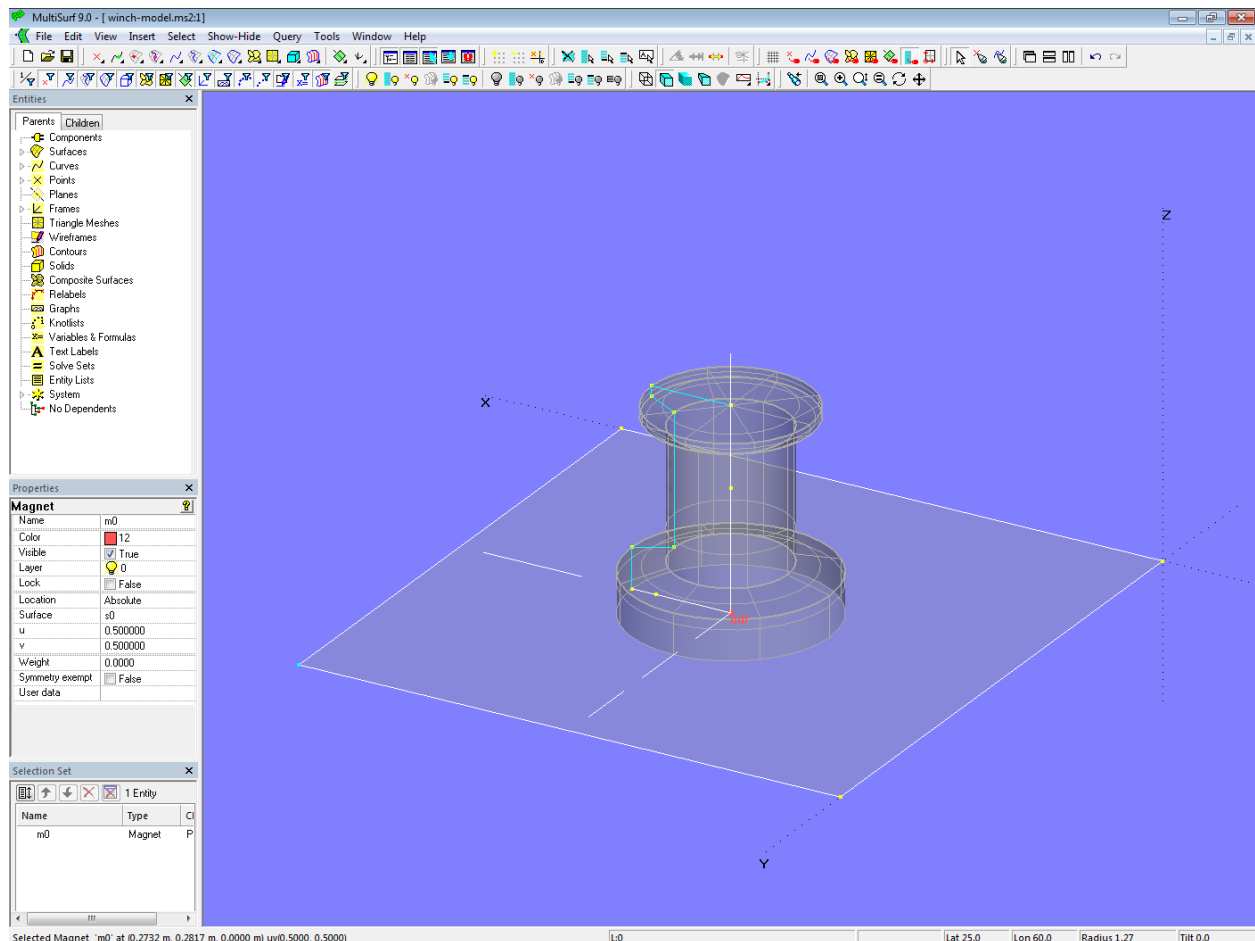 MultiSurf 9.0 - [ winch-model.ms2:1]
File Edit View Insert Select Show-Hide Query Tools Window Help
Entities
Parents Children
Components
Surfaces
Curves
Points
Planes
Frames
Triangle Meshes
Wireframes
Contours
Solids
Composite Surfaces
Relabels
Graphs
Knotlists
Variables & Formulas
Text Labels
Solve Sets
Entity Lists
System
No Dependents
Properties
Magnet
Name m0
Color 12
Visible True
Layer 0
Lock False
Location Absolute
Surface s0
u 0.500000
v 0.500000
Weight 0.0000
Symmetry exempt False
User data
Selection Set
1 Entity
Name Type Cl
m0 Magnet P
Z
X
m0
Y
Selected Magnet 'm0' at (0.2732 m, 0.2817 m, 0.0000 m) uv(0.5000, 0.5000) L:0 Lat 25.0 Lon 60.0 Radius 1.27 Tilt 0.0